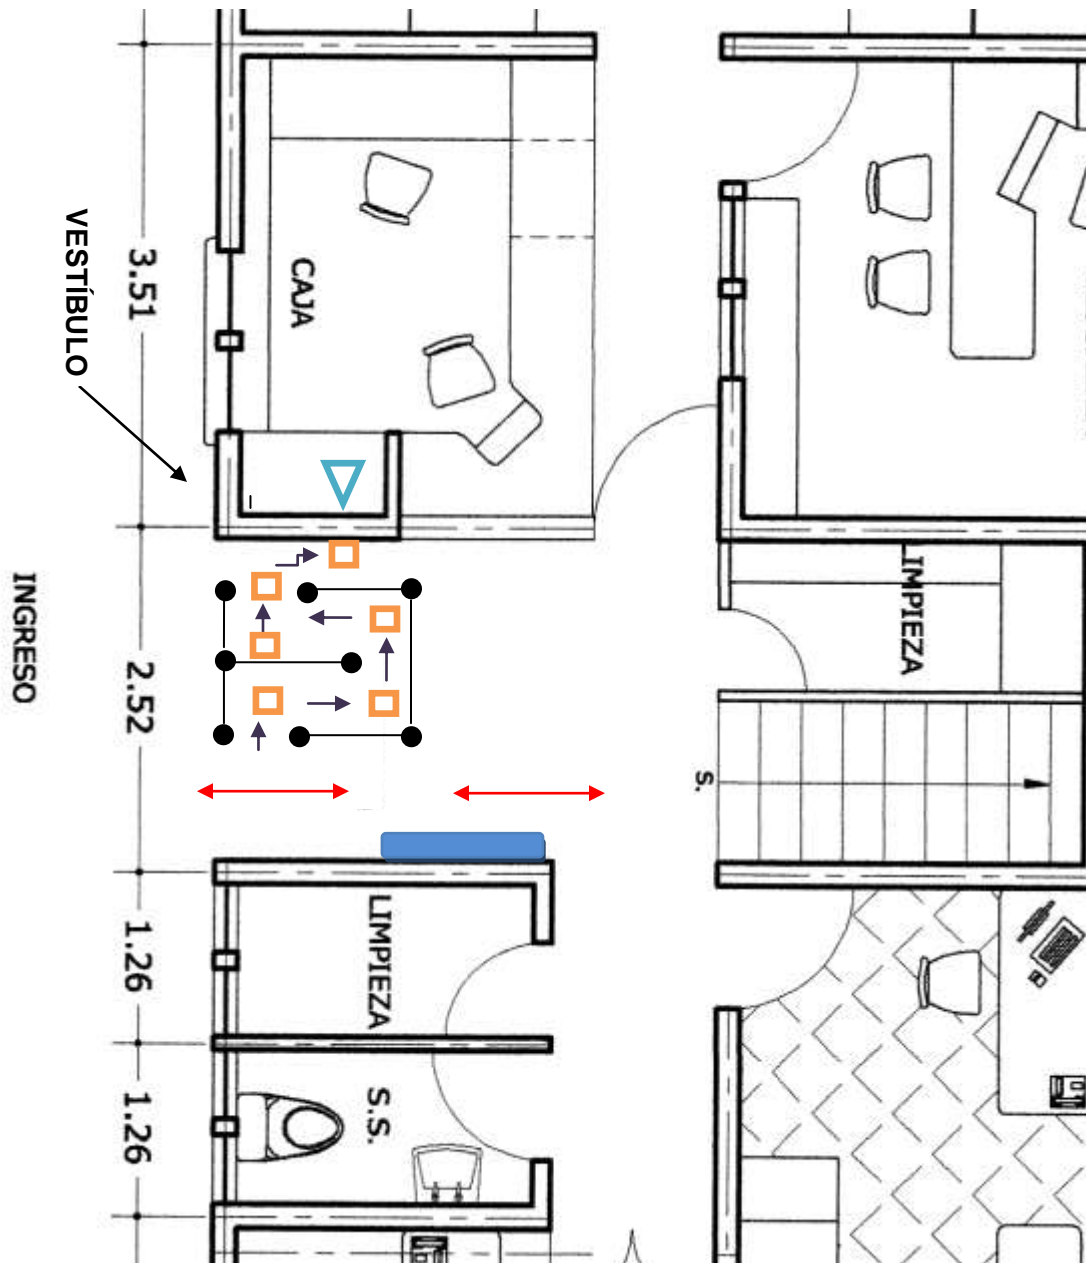 VESTÍBULO
3.51
CAJA
INGRESO
2.52
LIMPIEZA
S.
1.26
LIMPIEZA
1.26
S.S.